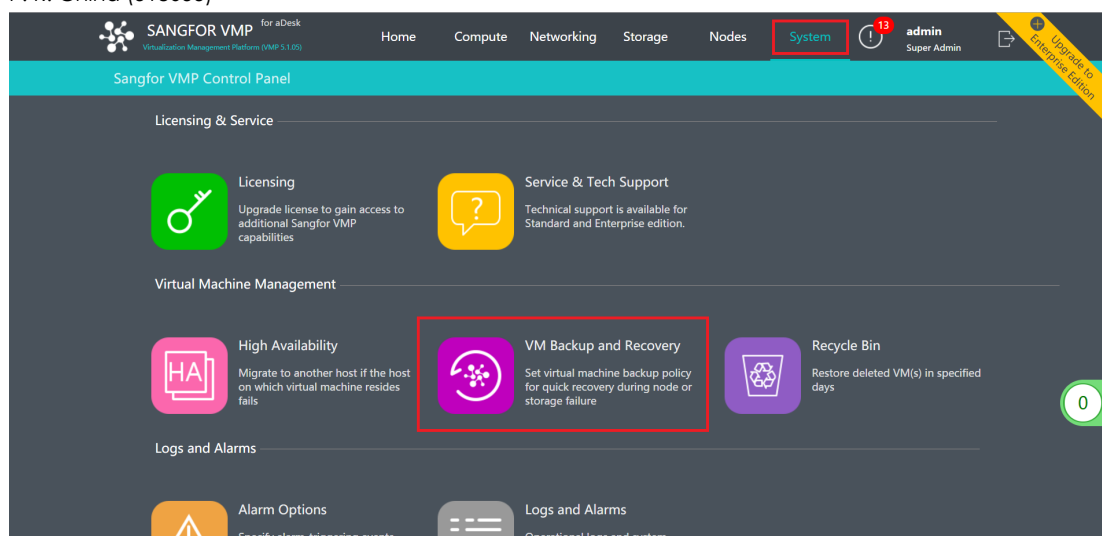 SANGFOR VMP for aDesk
Virtualization Management Platform (VMP 5.1.05)
Home Compute Networking Storage Nodes System 13 admin
Super Admin
Upgrade to
Enterprise Edition
Sangfor VMP Control Panel
Licensing & Service
Licensing
Upgrade license to gain access to
additional Sangfor VMP
capabilities
Service & Tech Support
Technical support is available for
Standard and Enterprise edition.
Virtual Machine Management
HA
High Availability
Migrate to another host if the host
on which virtual machine resides
fails
VM Backup and Recovery
Set virtual machine backup policy
for quick recovery during node or
storage failure
Recycle Bin
Restore deleted VM(s) in specified
days
0
Logs and Alarms
Alarm Options
Logs and Alarms